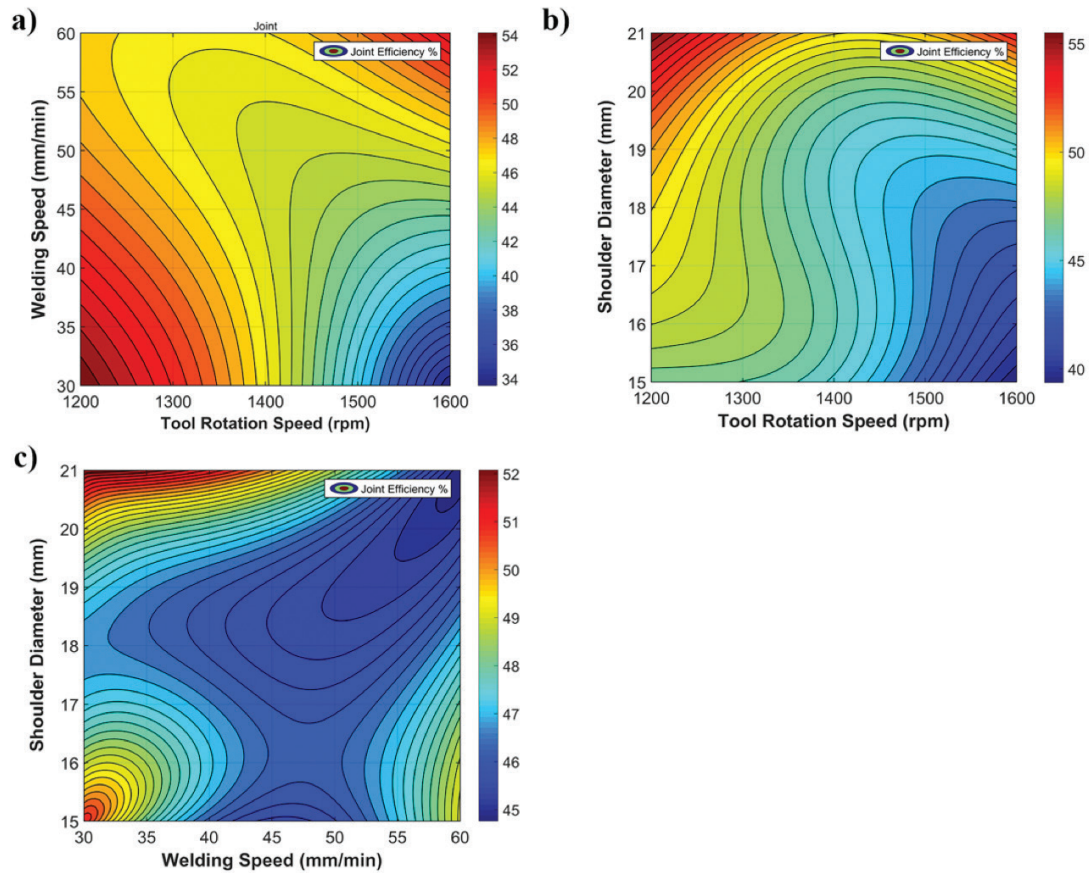 a)
Joint
Joint Efficiency %
60
55
50
45
40
35
30
Welding Speed (mm/min)
1200 1300 1400 1500 1600
Tool Rotation Speed (rpm)
54
52
50
48
46
44
42
40
38
36
34
b)
Joint Efficiency %
21
20
19
18
17
16
15
Shoulder Diameter (mm)
1200 1300 1400 1500 1600
Tool Rotation Speed (rpm)
55
50
45
40
c)
Joint Efficiency %
21
20
19
18
17
16
15
Shoulder Diameter (mm)
30 35 40 45 50 55 60
Welding Speed (mm/min)
52
51
50
49
48
47
46
45